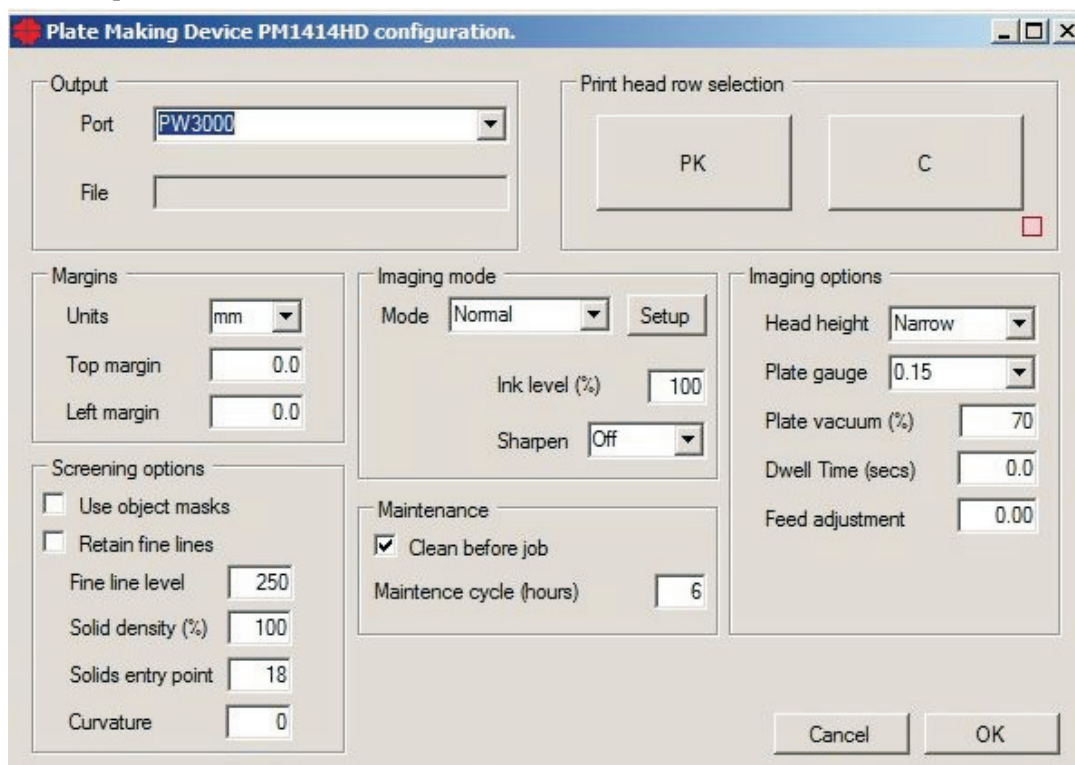 Plate Making Device PM1414HD configuration.
Output
Port PW3000
File
Print head row selection
PK C
Margins
Units mm
Top margin 0.0
Left margin 0.0
Imaging mode
Mode Normal Setup
Ink level (%) 100
Sharpen Off
Imaging options
Head height Narrow
Plate gauge 0.15
Plate vacuum (%) 70
Dwell Time (secs) 0.0
Feed adjustment 0.00
Screening options
Use object masks
Retain fine lines
Fine line level 250
Solid density (%) 100
Solids entry point 18
Curvature 0
Maintenance
Clean before job
Maintence cycle (hours) 6
Cancel OK